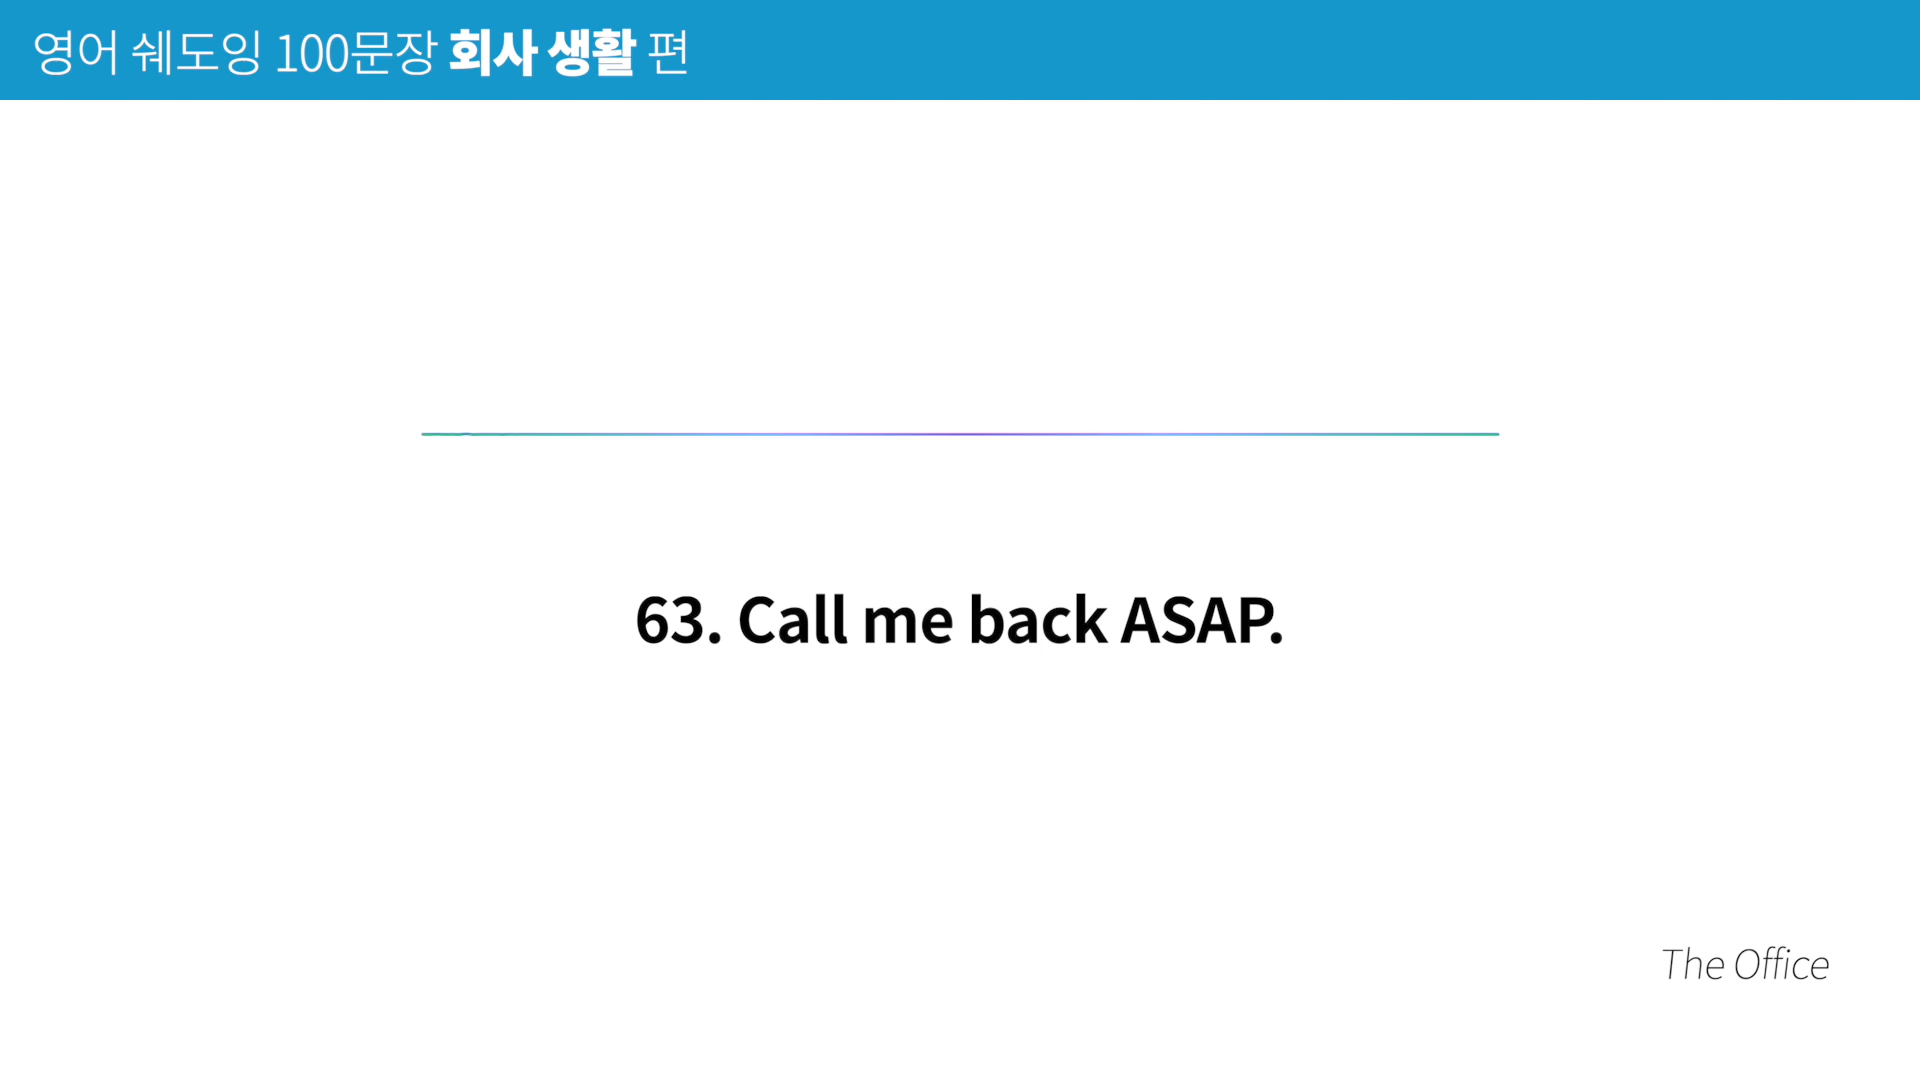 영어 쉐도잉 100문장 회사 생활 편
63. Call me back ASAP.
The Office